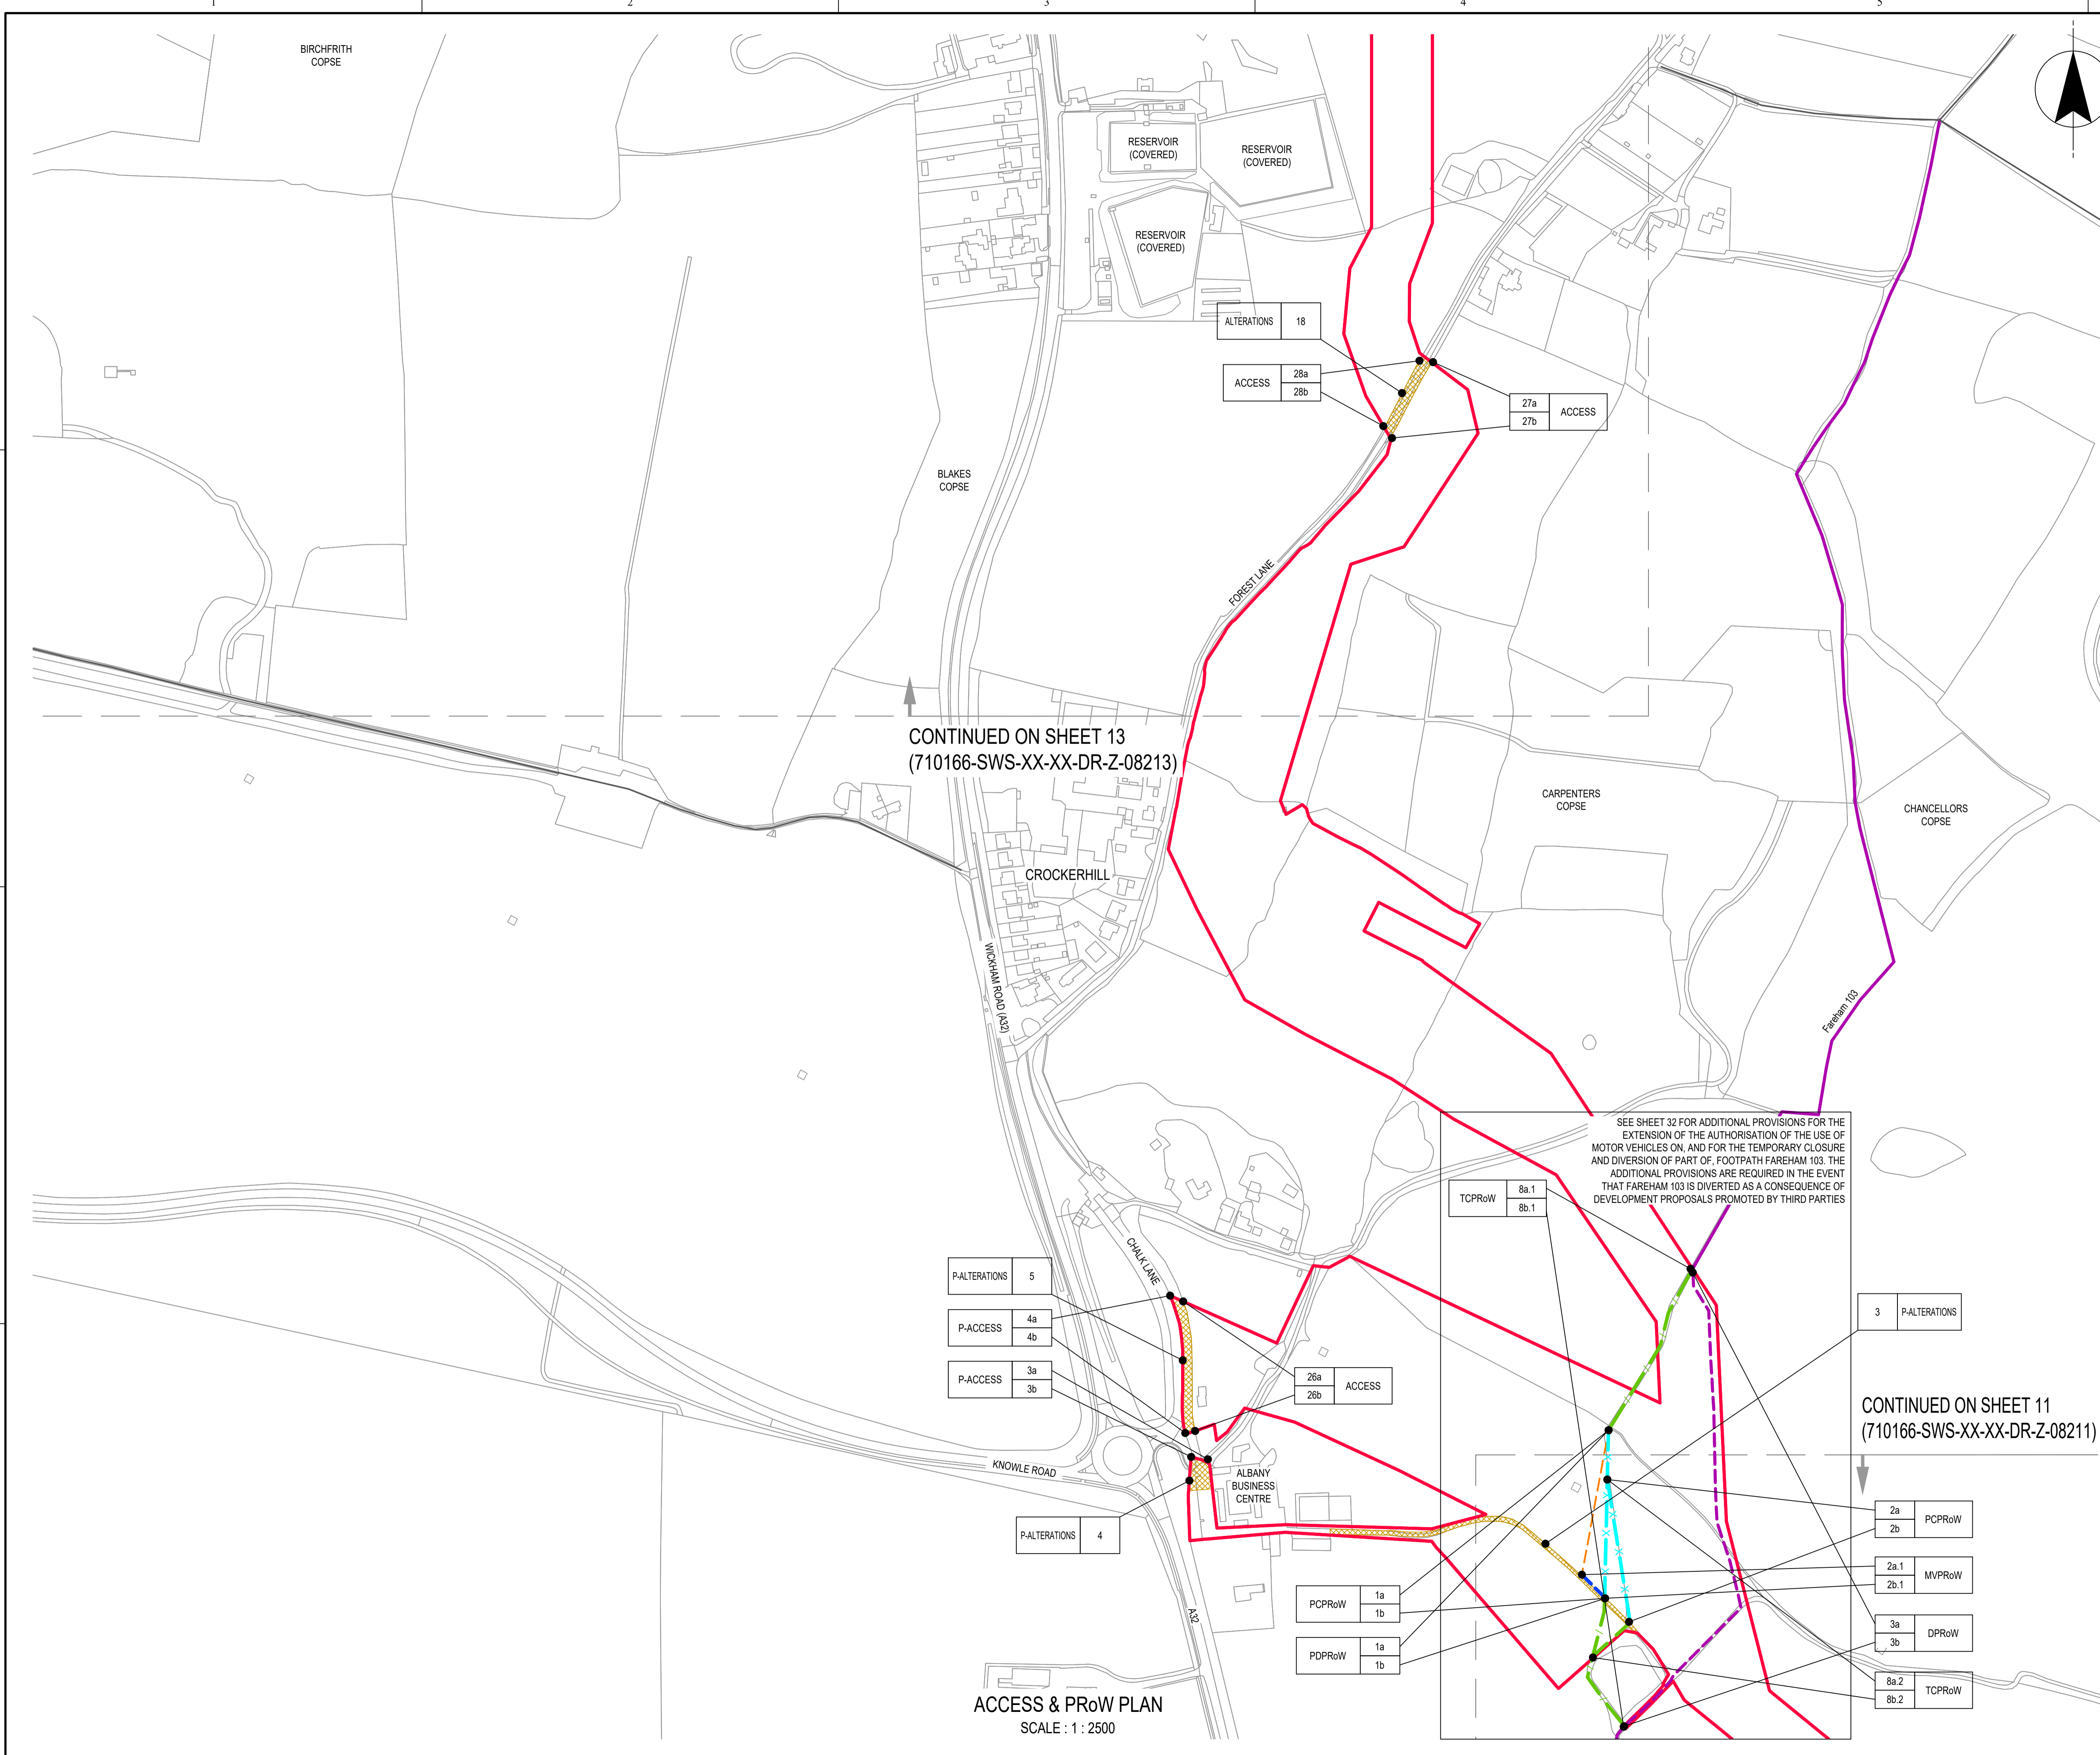 1
2
3
4
5
BIRCHFRITH
COPSE
RESERVOIR
(COVERED)
RESERVOIR
(COVERED)
RESERVOIR
(COVERED)
ALTERATIONS 18
ACCESS
28a
28b
27a
27b
ACCESS
BLAKES
COPSE
FOREST LANE
CONTINUED ON SHEET 13
(710166-SWS-XX-XX-DR-Z-08213)
CARPENTERS
COPSE
CHANCELLORS
COPSE
CROCKERHILL
WICKHAM ROAD (A32)
Fareham 103
SEE SHEET 32 FOR ADDITIONAL PROVISIONS FOR THE
EXTENSION OF THE AUTHORISATION OF THE USE OF
MOTOR VEHICLES ON, AND FOR THE TEMPORARY CLOSURE
AND DIVERSION OF PART OF, FOOTPATH FAREHAM 103. THE
ADDITIONAL PROVISIONS ARE REQUIRED IN THE EVENT
THAT FAREHAM 103 IS DIVERTED AS A CONSEQUENCE OF
DEVELOPMENT PROPOSALS PROMOTED BY THIRD PARTIES
TCPRoW
8a.1
8b.1
CHALK LANE
P-ALTERATIONS 5
P-ACCESS
4a
4b
P-ACCESS
3a
3b
26a
26b
ACCESS
3 P-ALTERATIONS
CONTINUED ON SHEET 11
(710166-SWS-XX-XX-DR-Z-08211)
KNOWLE ROAD
ALBANY
BUSINESS
CENTRE
P-ALTERATIONS 4
2a
2b
PCPRoW
2a.1
2b.1
MVPRoW
PCPRoW
1a
1b
A32
3a
3b
DPRoW
PDPRoW
1a
1b
8a.2
8b.2
TCPRoW
ACCESS & PRoW PLAN
SCALE : 1 : 2500